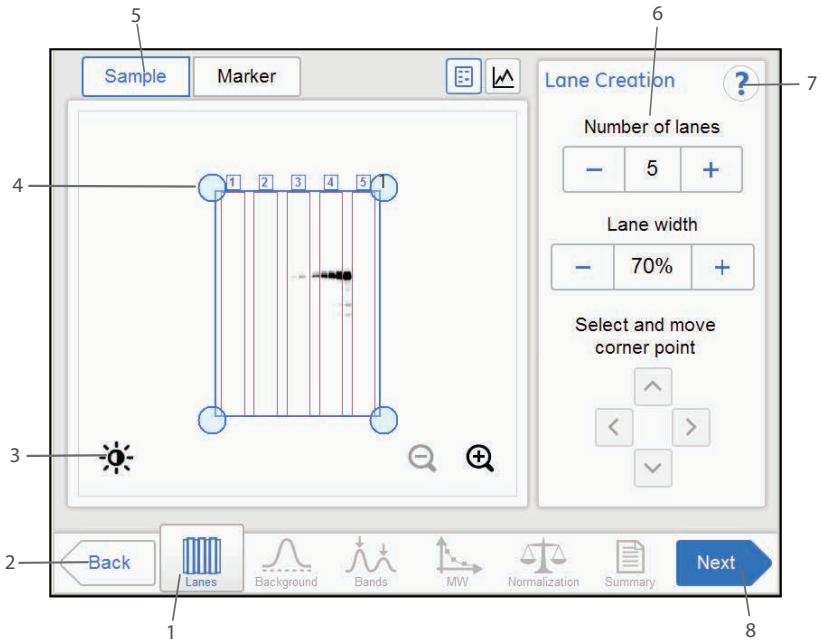 5
6
Sample
Marker
Lane Creation
?
7
Number of lanes
4
1
2
3
4
5
1
− 5 +
Lane width
− 70% +
Select and move
corner point
3
2
Back
Lanes
Background
Bands
MW
Normalization
Summary
Next
1
8